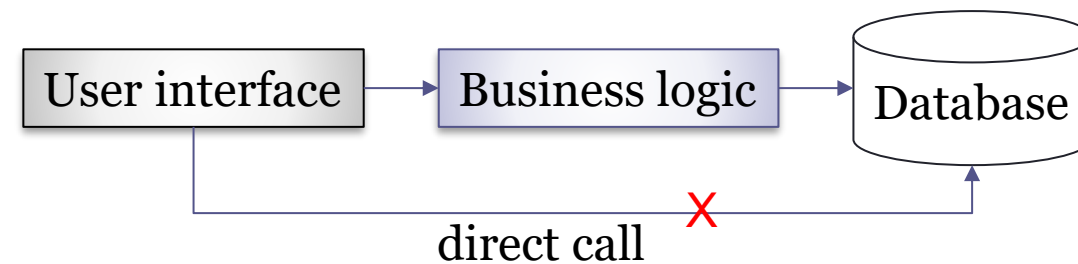 User interface
Business logic
Database
X
direct call